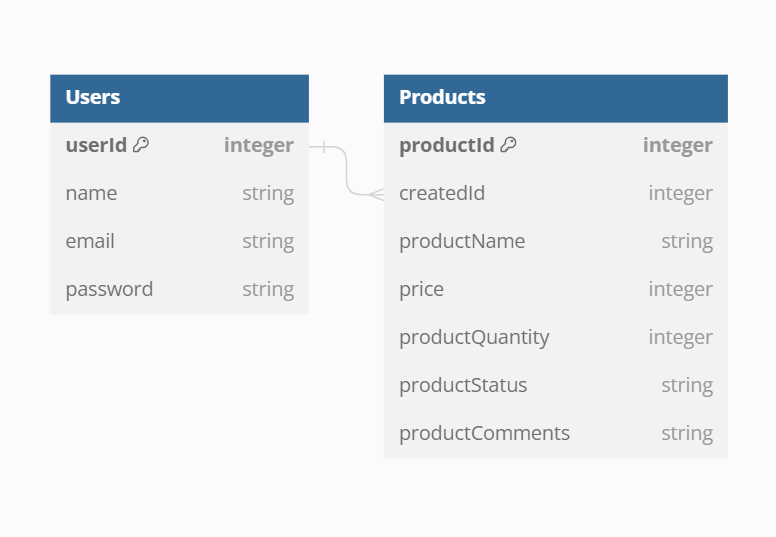 Users
userId integer
name string
email string
password string
Products
productId integer
createdId integer
productName string
price integer
productQuantity integer
productStatus string
productComments string